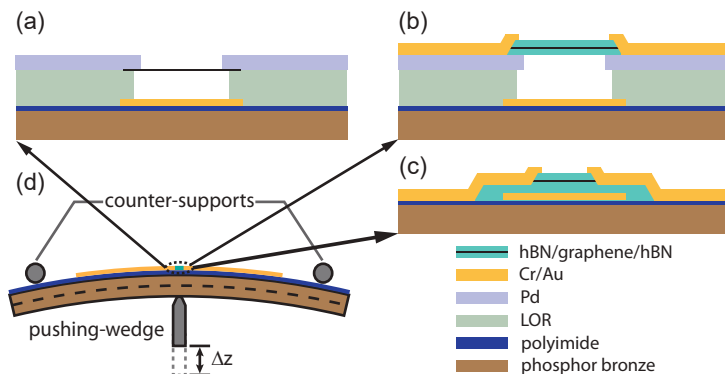 (a)
(b)
(c)
(d)
counter-supports
pushing-wedge
Δz
hBN/graphene/hBN
Cr/Au
Pd
LOR
polyimide
phosphor bronze